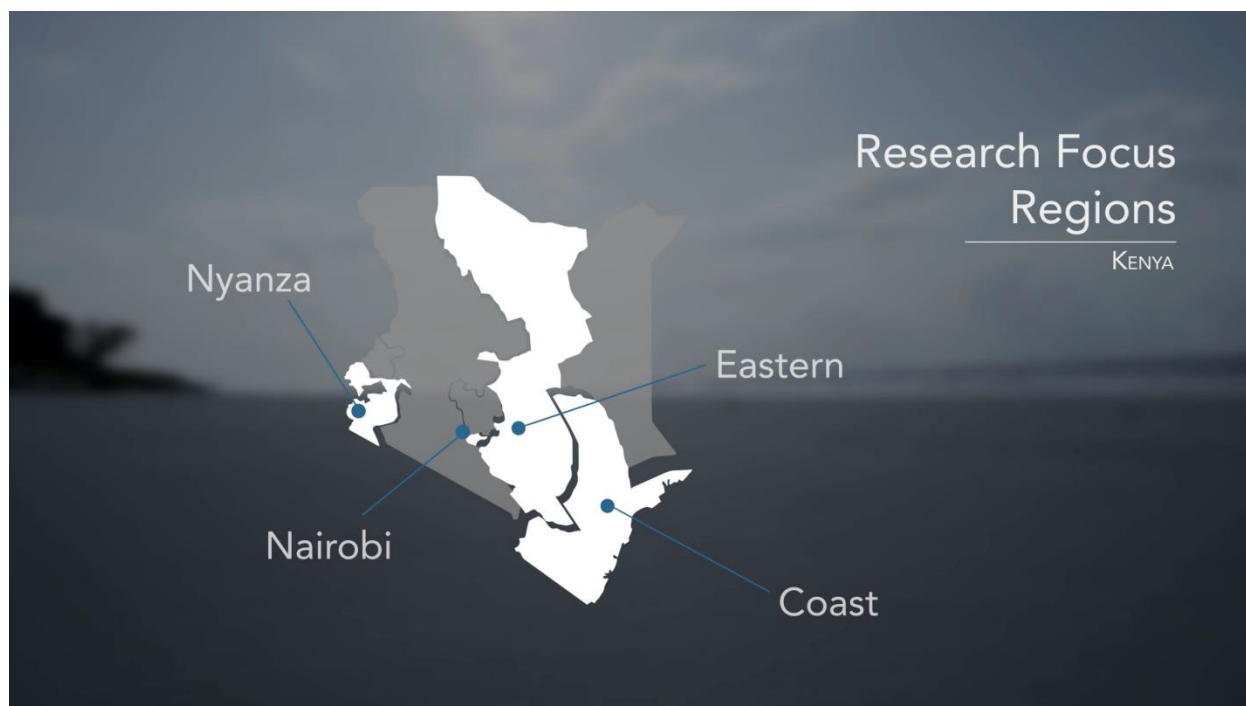 Research Focus
Regions
KENYA
Nyanza
Eastern
Nairobi
Coast